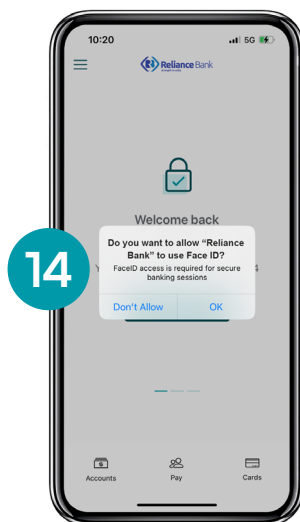 10:20
5G
Reliance Bank
Welcome back
14
Do you want to allow “Reliance
Bank” to use Face ID?
FaceID access is required for secure
banking sessions
Y
4
Don't Allow
OK
Accounts
Pay
Cards